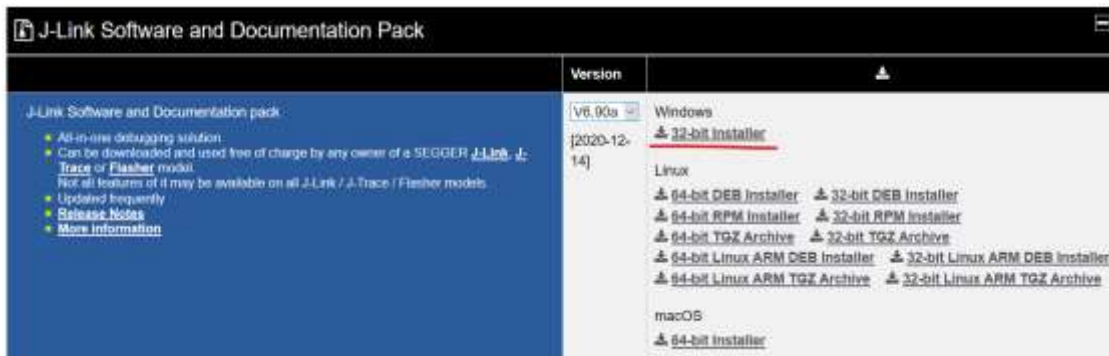 J-Link Software and Documentation Pack
Version
J-Link Software and Documentation pack
All-in-one debugging solution
Can be downloaded and used free of charge by any owner of a SEGGER J-Link, J-
Trace or Flasher model.
Not all features of it may be available on all J-Link / J-Trace / Flasher models.
Updated frequently
Release Notes
More information
V6.90a
[2020-12-
14]
Windows
32-bit Installer
Linux
64-bit DEB Installer 32-bit DEB Installer
64-bit RPM Installer 32-bit RPM Installer
64-bit TGZ Archive 32-bit TGZ Archive
64-bit Linux ARM DEB Installer 32-bit Linux ARM DEB Installer
64-bit Linux ARM TGZ Archive 32-bit Linux ARM TGZ Archive
macOS
64-bit Installer